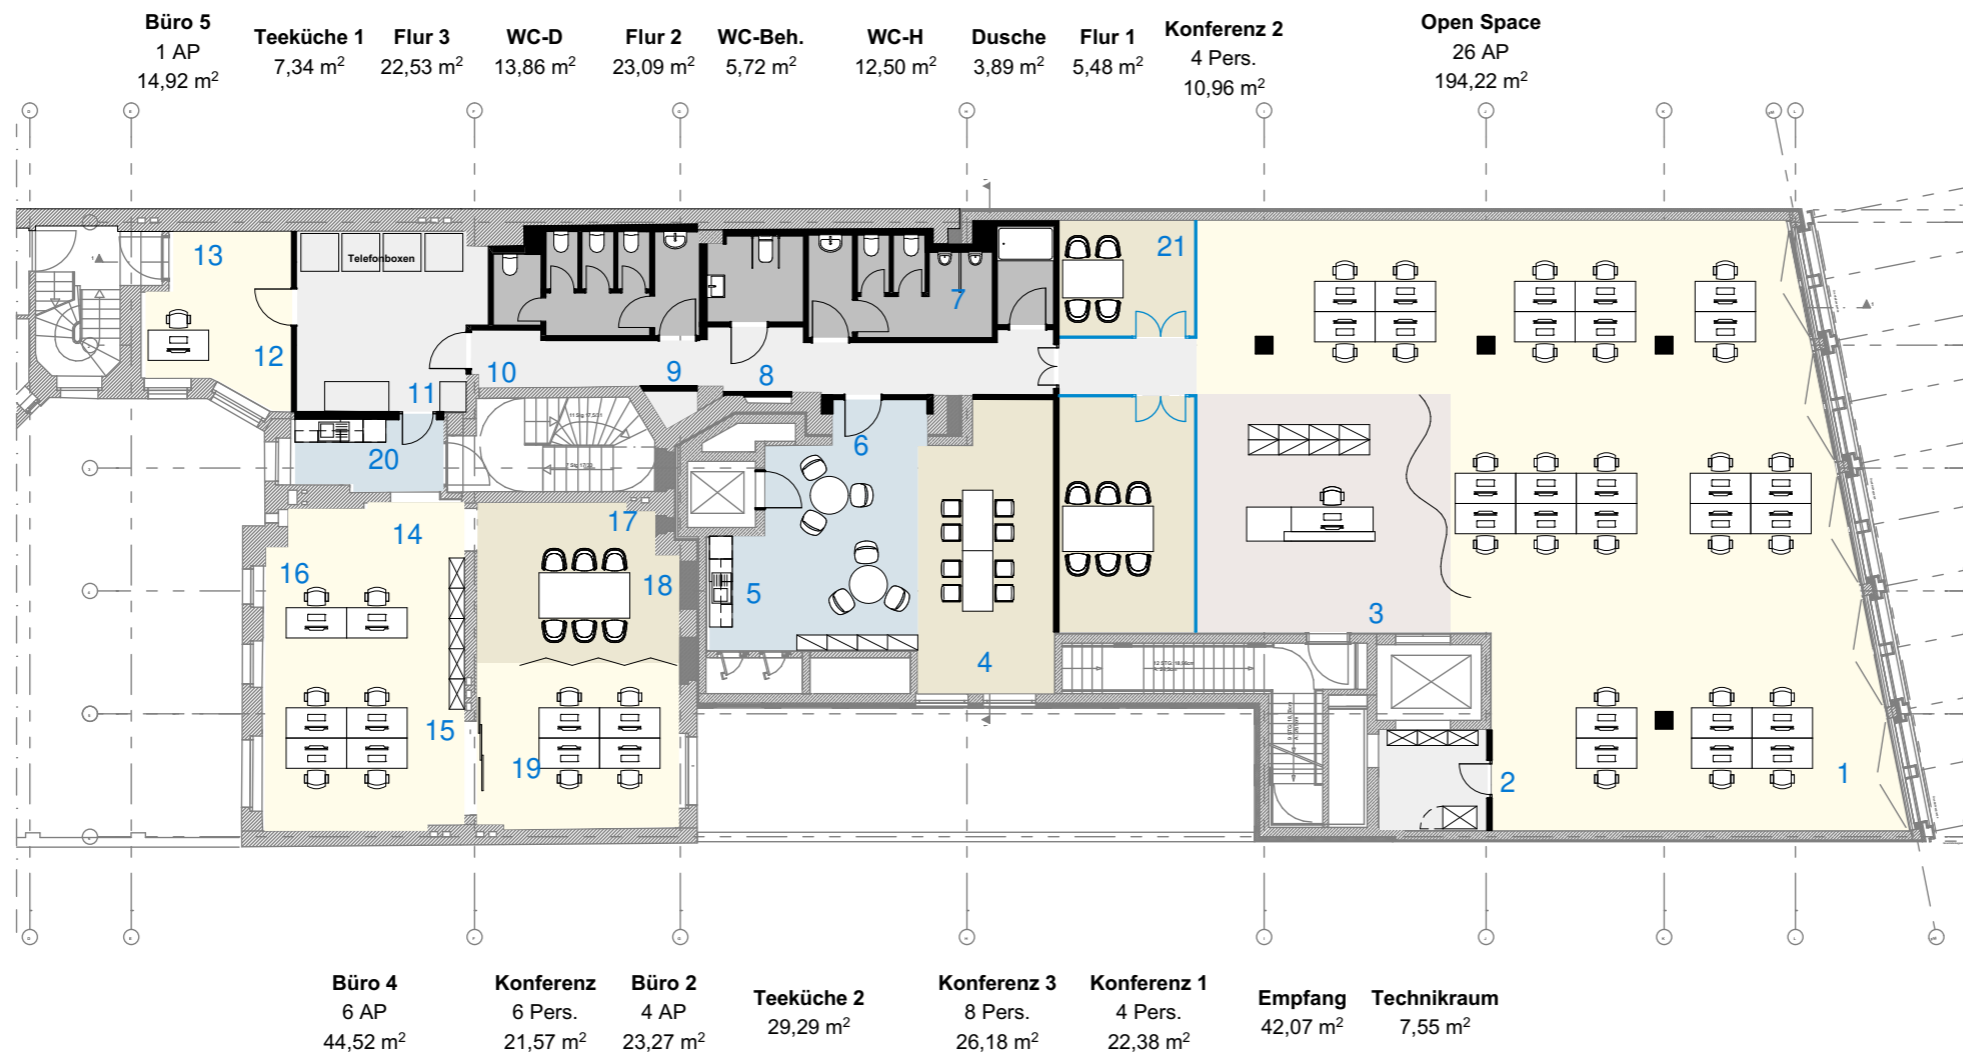 Büro 5
1 AP
14,92 m²
Teeküche 1
7,34 m²
Flur 3
22,53 m²
WC-D
13,86 m²
Flur 2
23,09 m²
WC-Beh.
5,72 m²
WC-H
12,50 m²
Dusche
3,89 m²
Flur 1
5,48 m²
Konferenz 2
4 Pers.
10,96 m²
Open Space
26 AP
194,22 m²
13
Telefonboxen
21
7
12
11
10
9
8
20
6
14
17
16
18
5
3
4
15
19
2
1
Büro 4
6 AP
44,52 m²
Konferenz
6 Pers.
21,57 m²
Büro 2
4 AP
23,27 m²
Teeküche 2
29,29 m²
Konferenz 3
8 Pers.
26,18 m²
Konferenz 1
4 Pers.
22,38 m²
Empfang
42,07 m²
Technikraum
7,55 m²